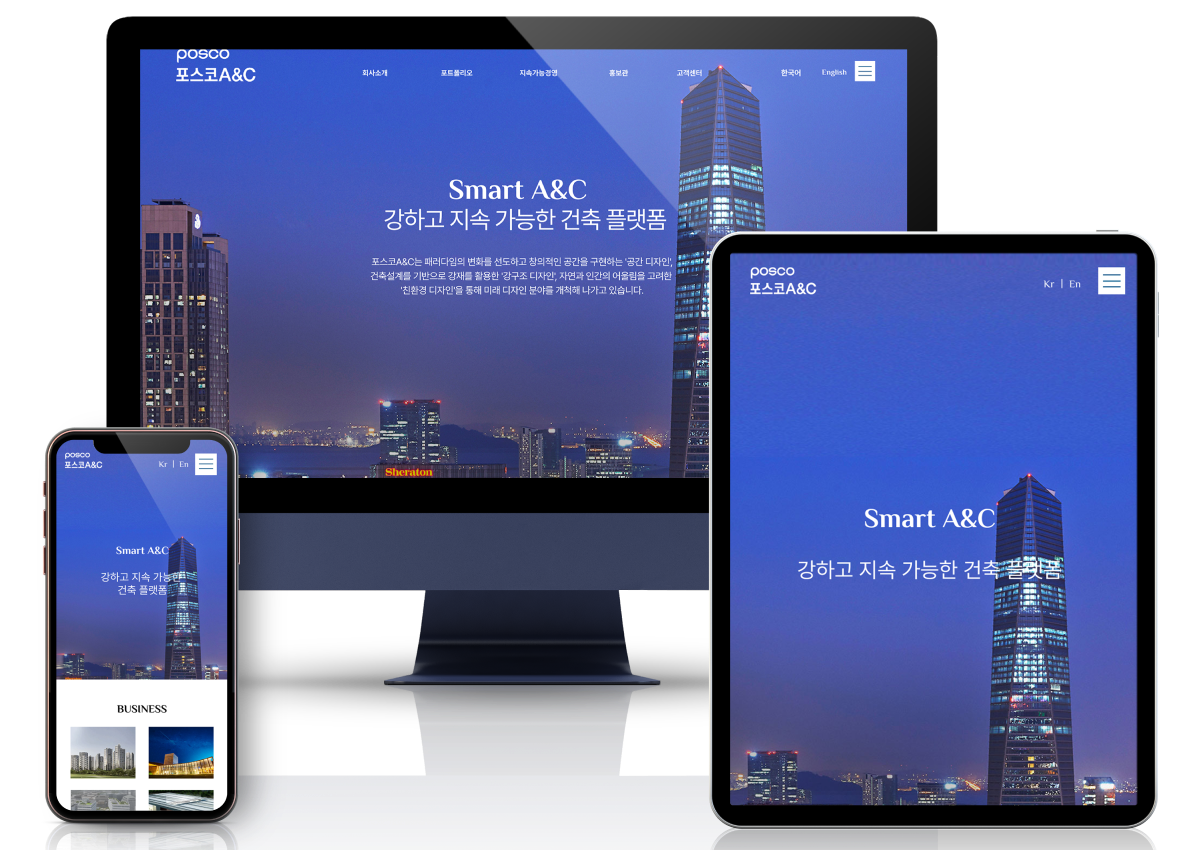 posco
포스코A&C
회사소개
포트폴리오
지속가능경영
홍보관
고객센터
한국어
English
Smart A&C
강하고 지속 가능한 건축 플랫폼
포스코A&C는 패러다임의 변화를 선도하고 창의적인 공간을 구현하는 '공간 디자인',
건축설계를 기반으로 강재를 활용한 '강구조 디자인', 자연과 인간의 어울림을 고려한
'친환경 디자인'을 통해 미래 디자인 분야를 개척해 나가고 있습니다.
Sheraton
posco
포스코A&C
Kr | En
Smart A&C
강하고 지속 가능한
건축 플랫폼
BUSINESS
posco
포스코A&C
Kr | En
Smart A&C
강하고 지속 가능한 건축 플랫폼